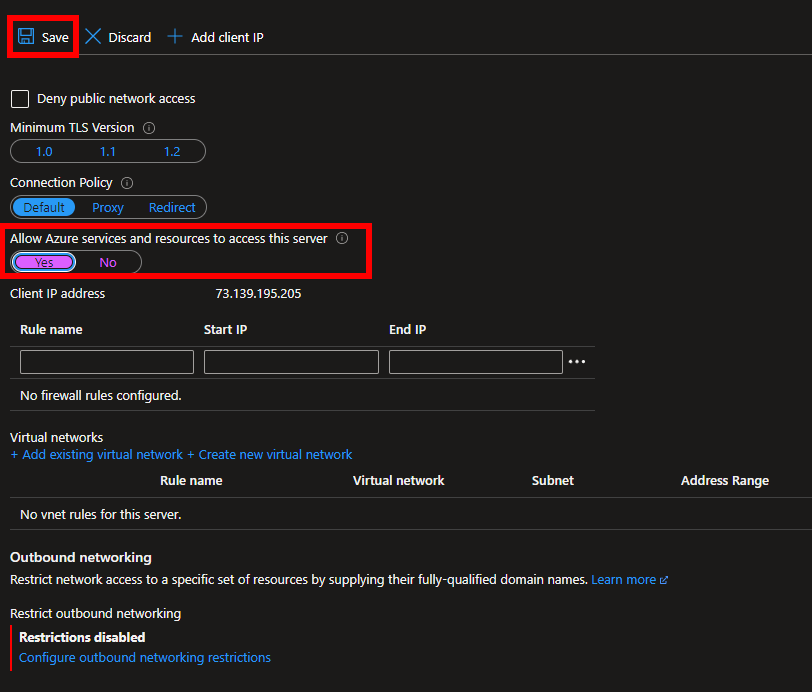 Save Discard Add client IP
Deny public network access
Minimum TLS Version
1.0 1.1 1.2
Connection Policy
Default Proxy Redirect
Allow Azure services and resources to access this server
Yes No
Client IP address 73.139.195.205
Rule name Start IP End IP
No firewall rules configured.
Virtual networks
+ Add existing virtual network + Create new virtual network
Rule name Virtual network Subnet Address Range
No vnet rules for this server.
Outbound networking
Restrict network access to a specific set of resources by supplying their fully-qualified domain names. Learn more
Restrict outbound networking
Restrictions disabled
Configure outbound networking restrictions